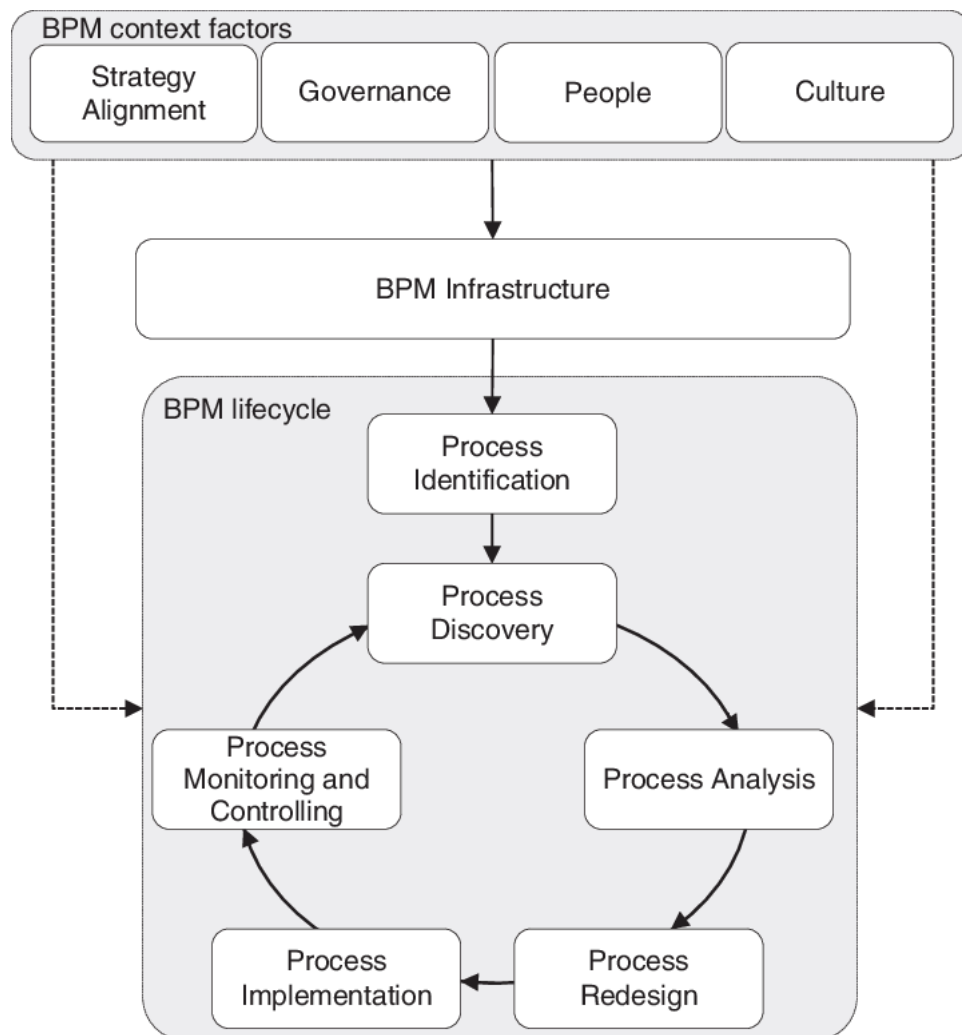 BPM context factors
Strategy
Alignment
Governance
People
Culture
BPM Infrastructure
BPM lifecycle
Process
Identification
Process
Discovery
Process
Monitoring and
Controlling
Process Analysis
Process
Implementation
Process
Redesign